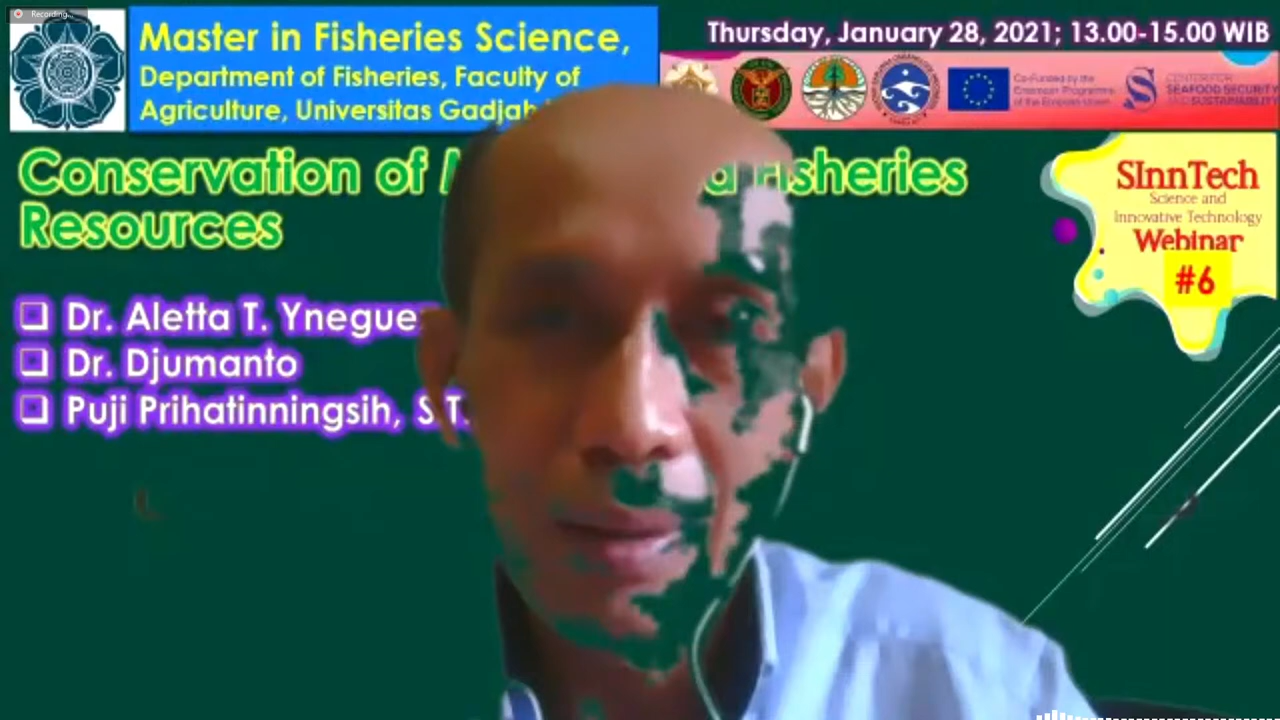 Recording...
Master in Fisheries Science,
Department of Fisheries, Faculty of
Agriculture, Universitas Gadjah
Thursday, January 28, 2021; 13.00-15.00 WIB
Co-Funded by the
Erasmus+ Programme
of the European Union
CENTER FOR
SEAFOOD SECURITY
AND SUSTAINABILITY
Conservation of Fisheries
Resources
SInnTech
Science and
Innovative Technology
Webinar
#6
Dr. Aletta T. Yngue
Dr. Djumanto
Puji Prihatinningsih, S.T.